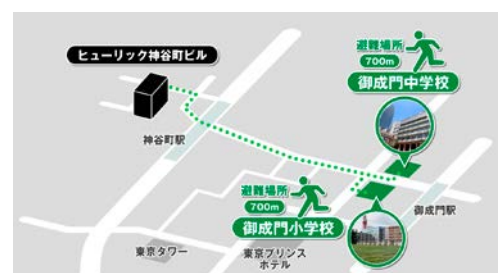 ヒューリック神谷町ビル
避難場所
700m
御成門中学校
神谷町駅
避難場所
700m
御成門小学校
御成門駅
東京タワー
東京プリンス
ホテル